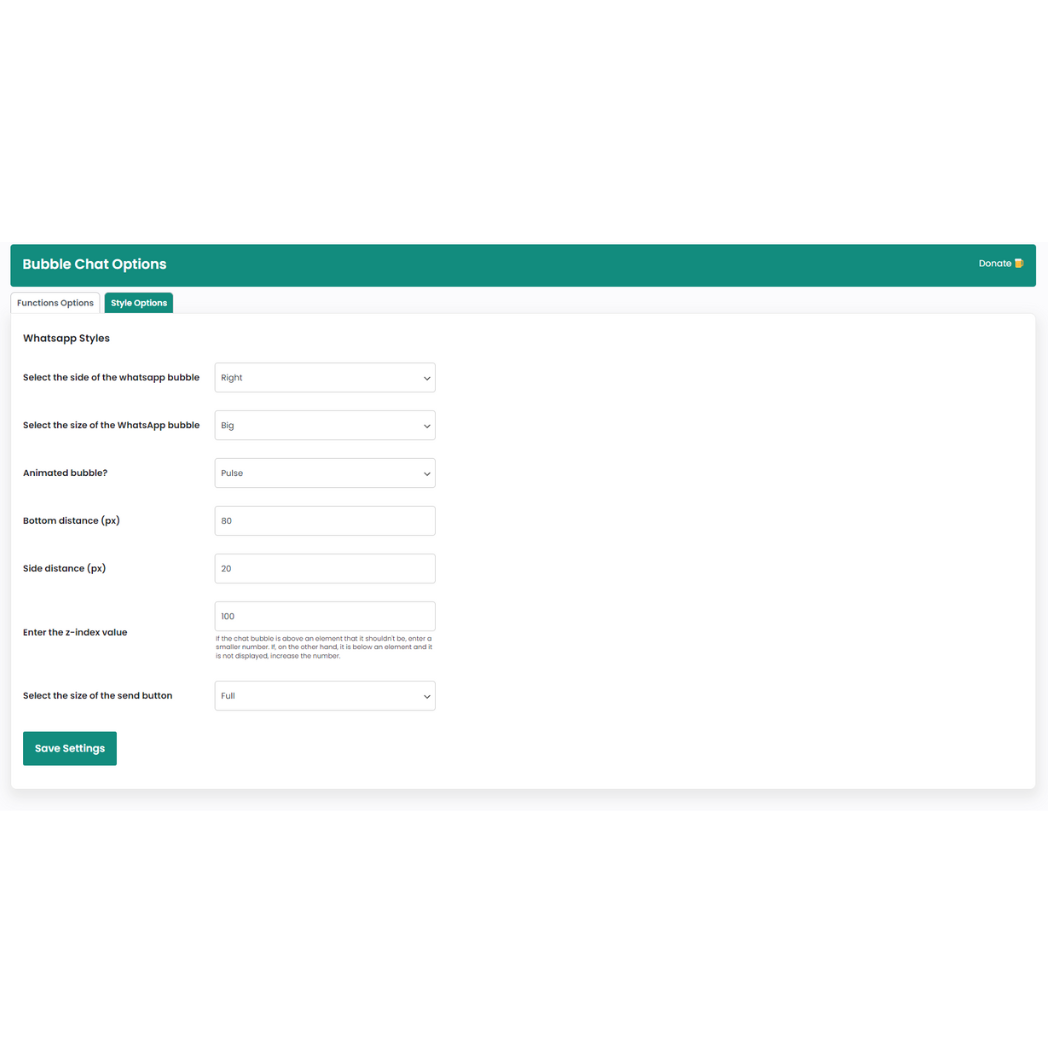 Bubble Chat Options
Donate
Functions Options
Style Options
Whatsapp Styles
Select the side of the whatsapp bubble
Right
Select the size of the WhatsApp bubble
Big
Animated bubble?
Pulse
Bottom distance (px)
80
Side distance (px)
20
Enter the z-index value
100
If the chat bubble is above an element that it shouldn't be, enter a
smaller number. If, on the other hand, it is below an element and it
is not displayed, increase the number.
Select the size of the send button
Full
Save Settings